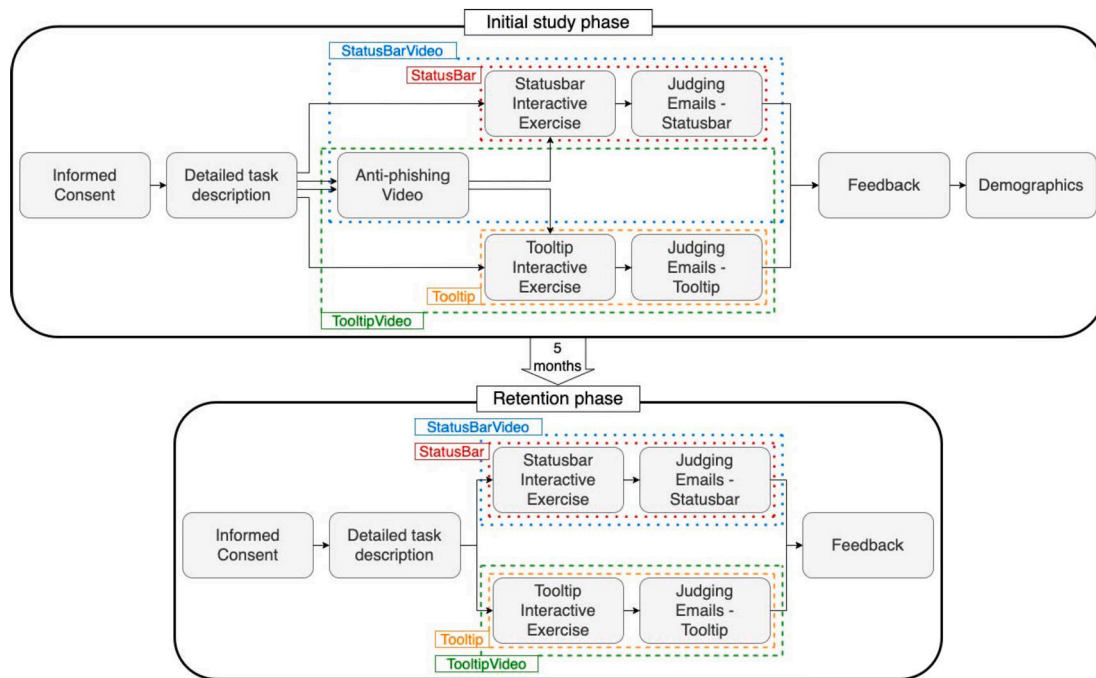 Initial study phase
StatusBarVideo
StatusBar
Statusbar
Interactive
Exercise
Judging
Emails -
Statusbar
Informed
Consent
Detailed task
description
Anti-phishing
Video
Feedback
Demographics
Tooltip
Interactive
Exercise
Judging
Emails -
Tooltip
Tooltip
TooltipVideo
5
months
Retention phase
StatusBarVideo
StatusBar
Statusbar
Interactive
Exercise
Judging
Emails -
Statusbar
Informed
Consent
Detailed task
description
Feedback
Tooltip
Interactive
Exercise
Judging
Emails -
Tooltip
Tooltip
TooltipVideo